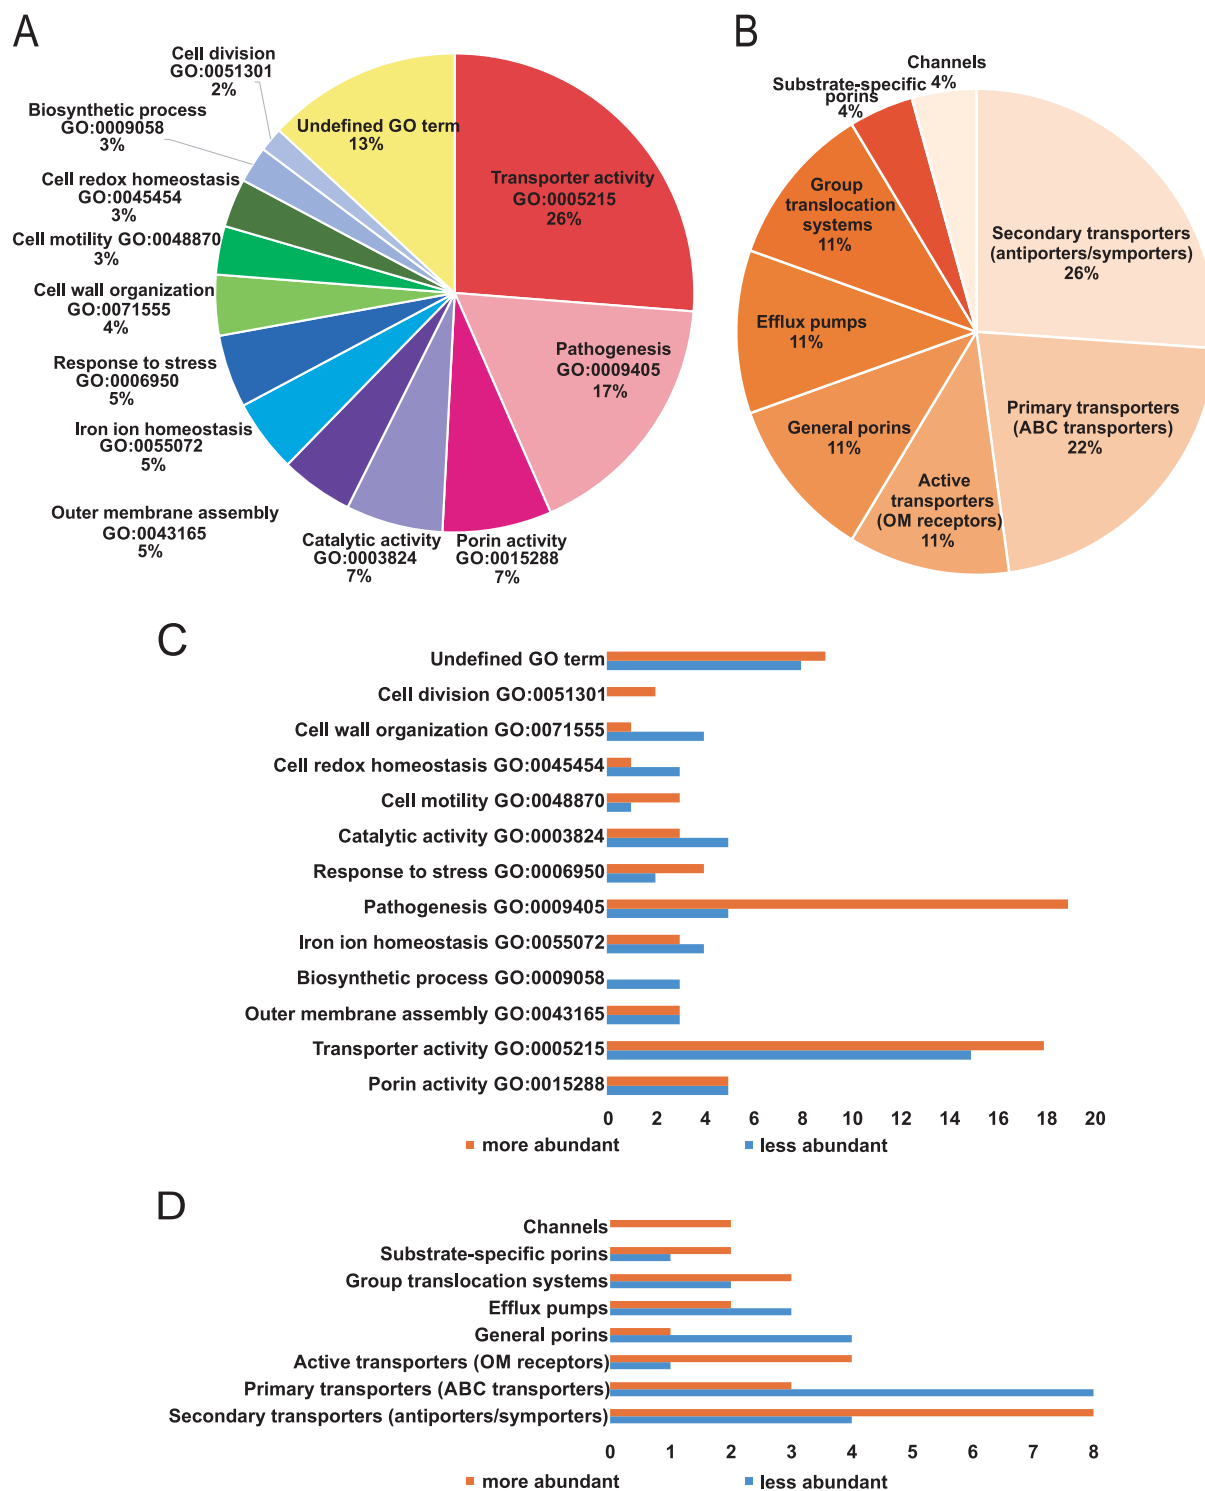 A
Cell division
GO:0051301
2%
Biosynthetic process
GO:0009058
3%
Cell redox homeostasis
GO:0045454
3%
Cell motility GO:0048870
3%
Cell wall organization
GO:0071555
4%
Response to stress
GO:0006950
5%
Iron ion homeostasis
GO:0055072
5%
Outer membrane assembly
GO:0043165
5%
Catalytic activity
GO:0003824
7%
Porin activity
GO:0015288
7%
Undefined GO term
13%
Transporter activity
GO:0005215
26%
Pathogenesis
GO:0009405
17%
B
Channels
4%
Substrate-specific
porins
4%
Group
translocation
systems
11%
Efflux pumps
11%
General porins
11%
Active
transporters
(OM receptors)
11%
Secondary transporters
(antiporters/symporters)
26%
Primary transporters
(ABC transporters)
22%
C
Undefined GO term
Cell division GO:0051301
Cell wall organization GO:0071555
Cell redox homeostasis GO:0045454
Cell motility GO:0048870
Catalytic activity GO:0003824
Response to stress GO:0006950
Pathogenesis GO:0009405
Iron ion homeostasis GO:0055072
Biosynthetic process GO:0009058
Outer membrane assembly GO:0043165
Transporter activity GO:0005215
Porin activity GO:0015288
0 2 4 6 8 10 12 14 16 18 20
more abundant less abundant
D
Channels
Substrate-specific porins
Group translocation systems
Efflux pumps
General porins
Active transporters (OM receptors)
Primary transporters (ABC transporters)
Secondary transporters (antiporters/symporters)
0 1 2 3 4 5 6 7 8
more abundant less abundant